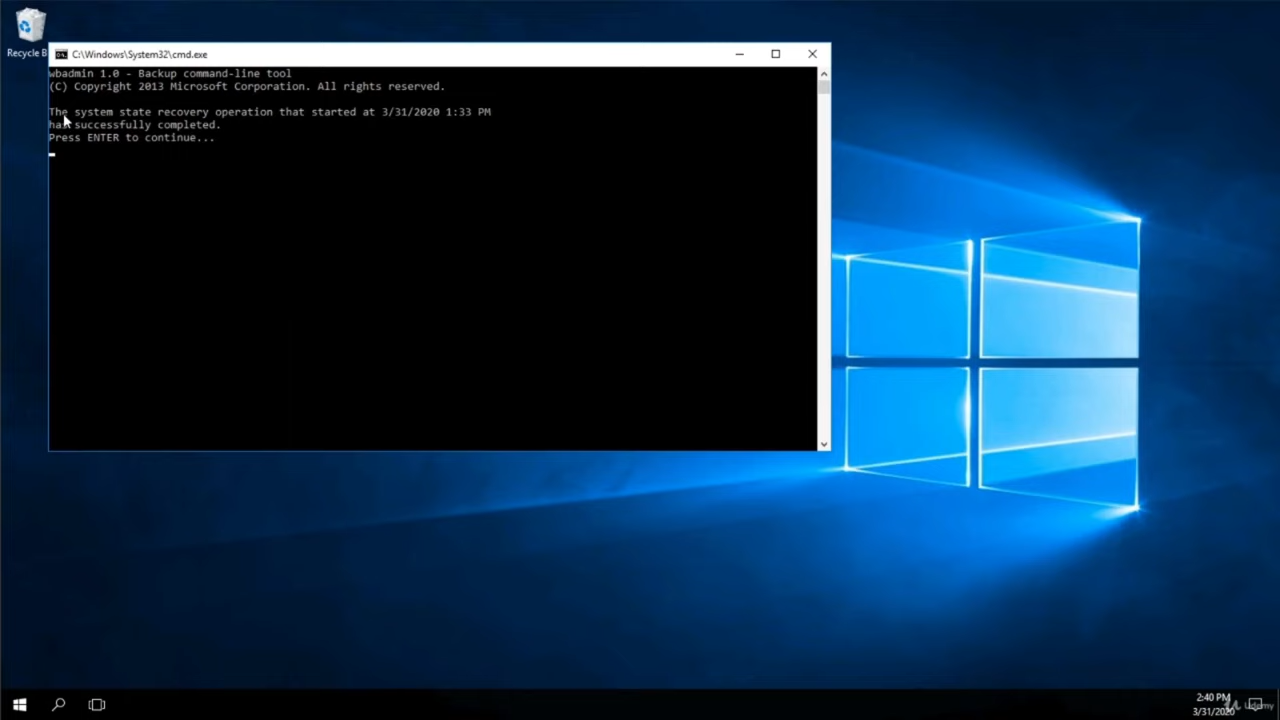 Recycle B
C:\Windows\System32\cmd.exe
wbadmin 1.0 - Backup command-line tool
(C) Copyright 2013 Microsoft Corporation. All rights reserved.
The system state recovery operation that started at 3/31/2020 1:33 PM
has successfully completed.
Press ENTER to continue...
2:40 PM
3/31/2020
Udemy